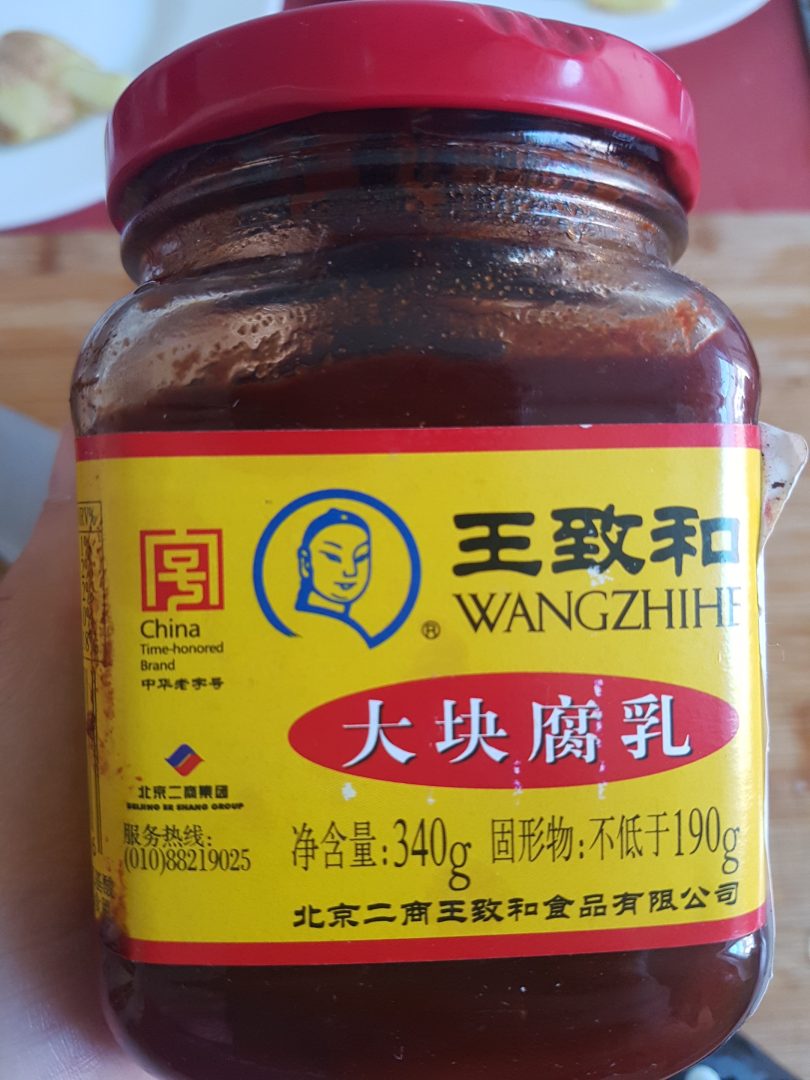 王致和
WANGZHIHE
®
China
Time-honored
Brand
中华老字号
大块腐乳
北京二商集团
BEIJING ER SHANG GROUP
服务热线:
(010)88219025
净含量:340g 固形物:不低于190g
北京二商王致和食品有限公司